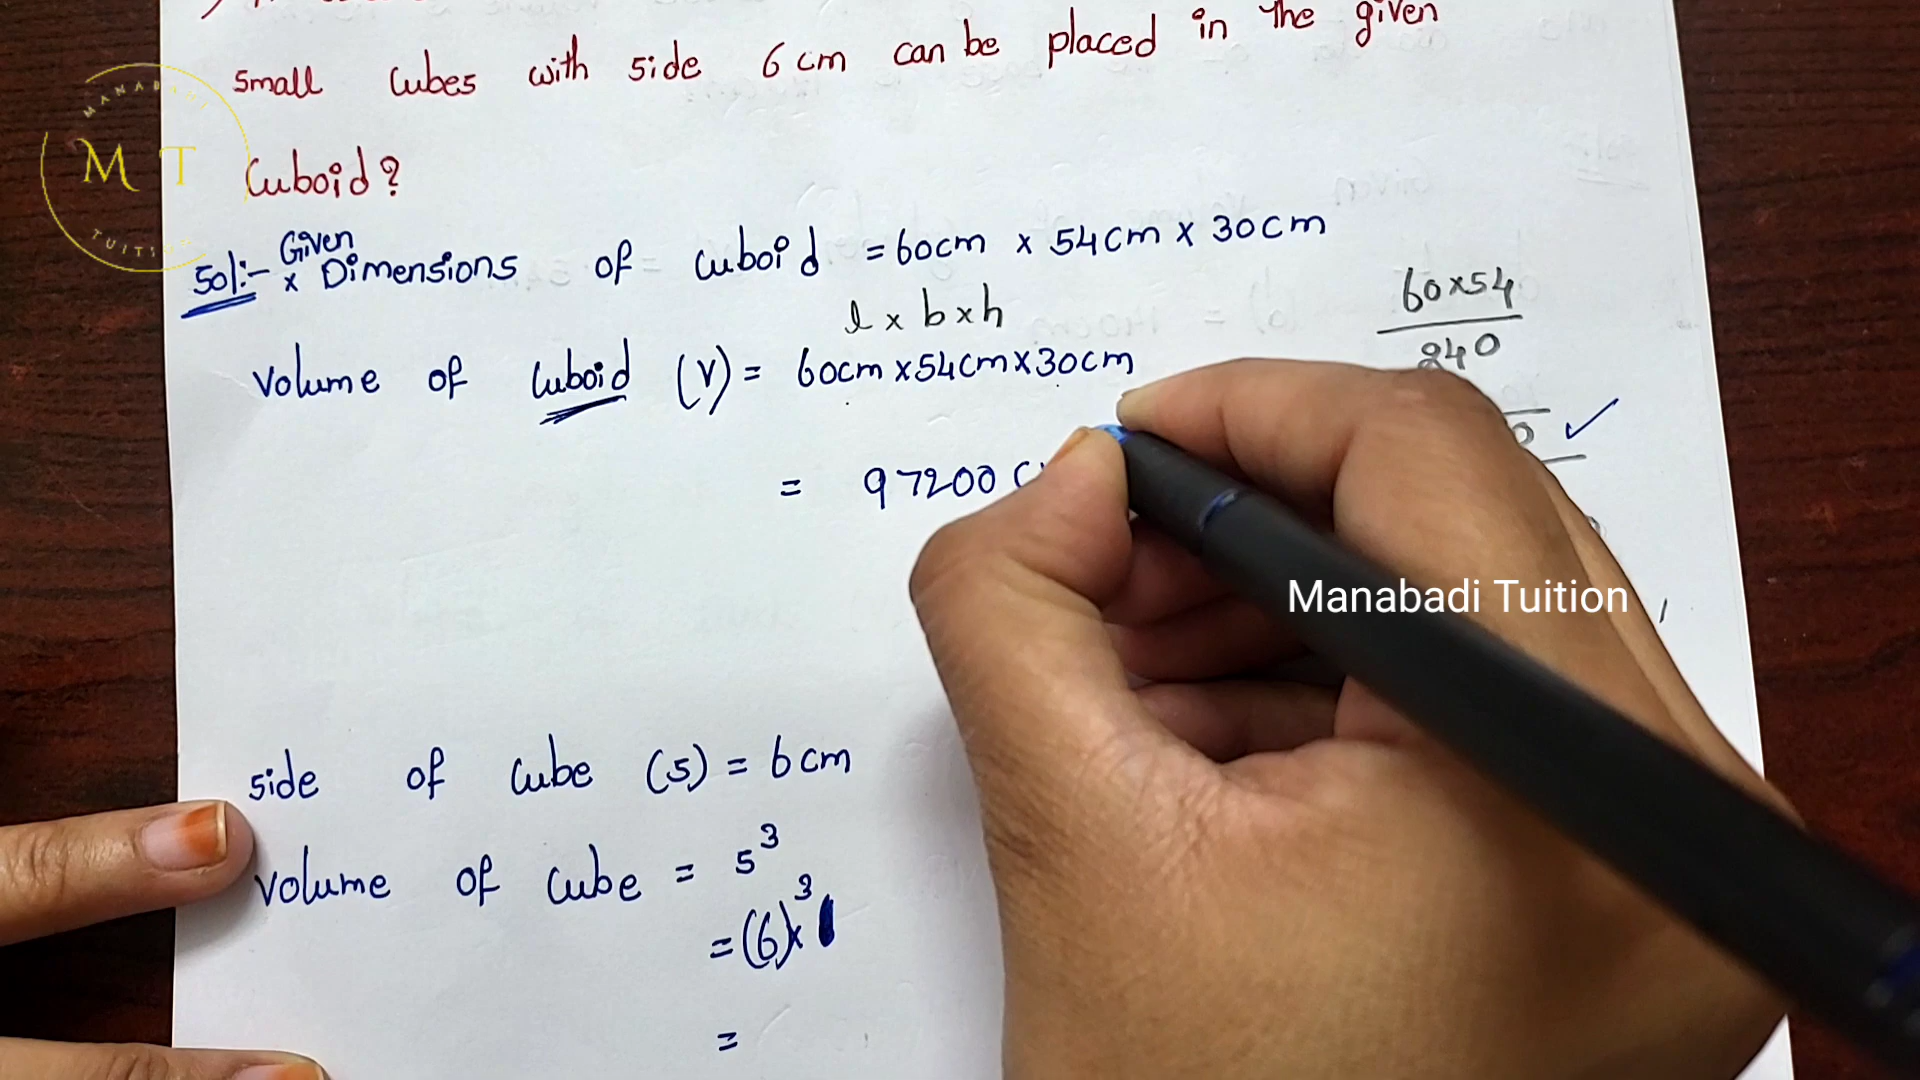 small cubes with side 6 cm can be placed in the given
cuboid?
Sol:- Given
x Dimensions of cuboid = 60cm x 54cm x 30cm
l x b x h
60x54
240
Volume of cuboid (V) = 60cm x 54cm x 30cm
= 97200
side of cube (s) = 6cm
Volume of cube = s³
= (6)³
=
M T
MANABADI
Manabadi Tuition